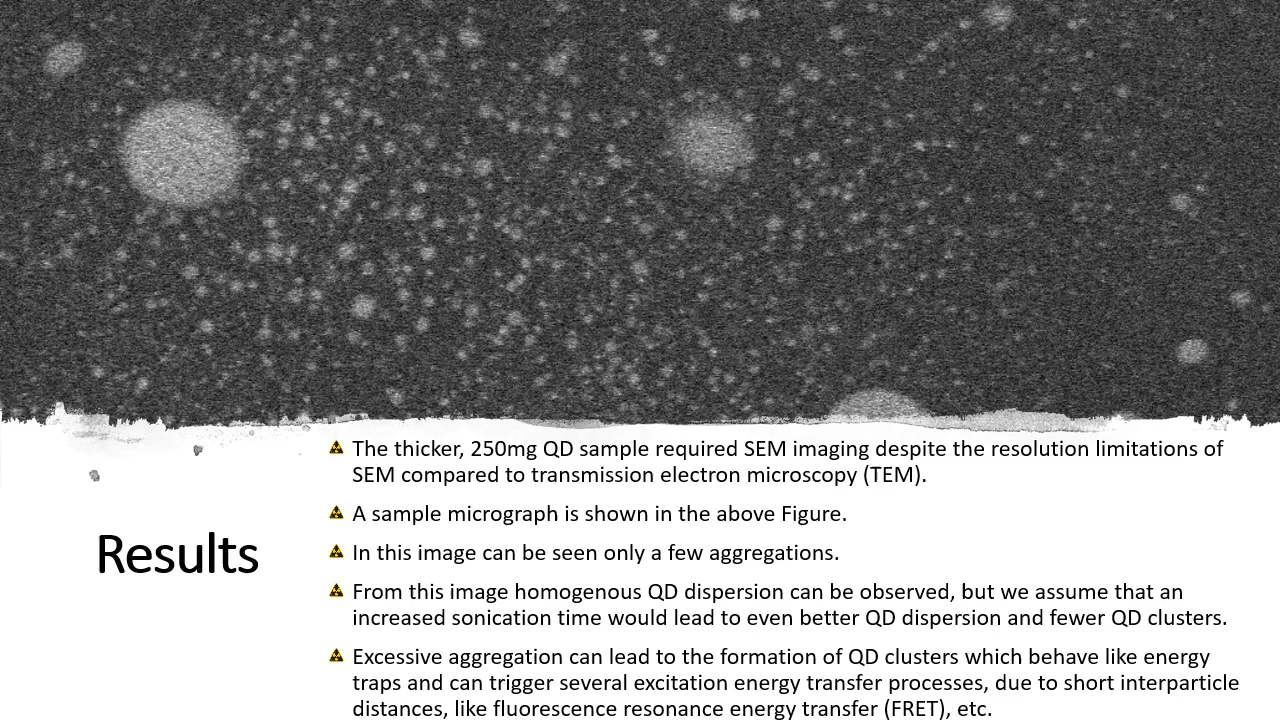 Results
The thicker, 250mg QD sample required SEM imaging despite the resolution limitations of
SEM compared to transmission electron microscopy (TEM).
A sample micrograph is shown in the above Figure.
In this image can be seen only a few aggregations.
From this image homogenous QD dispersion can be observed, but we assume that an
increased sonication time would lead to even better QD dispersion and fewer QD clusters.
Excessive aggregation can lead to the formation of QD clusters which behave like energy
traps and can trigger several excitation energy transfer processes, due to short interparticle
distances, like fluorescence resonance energy transfer (FRET), etc.